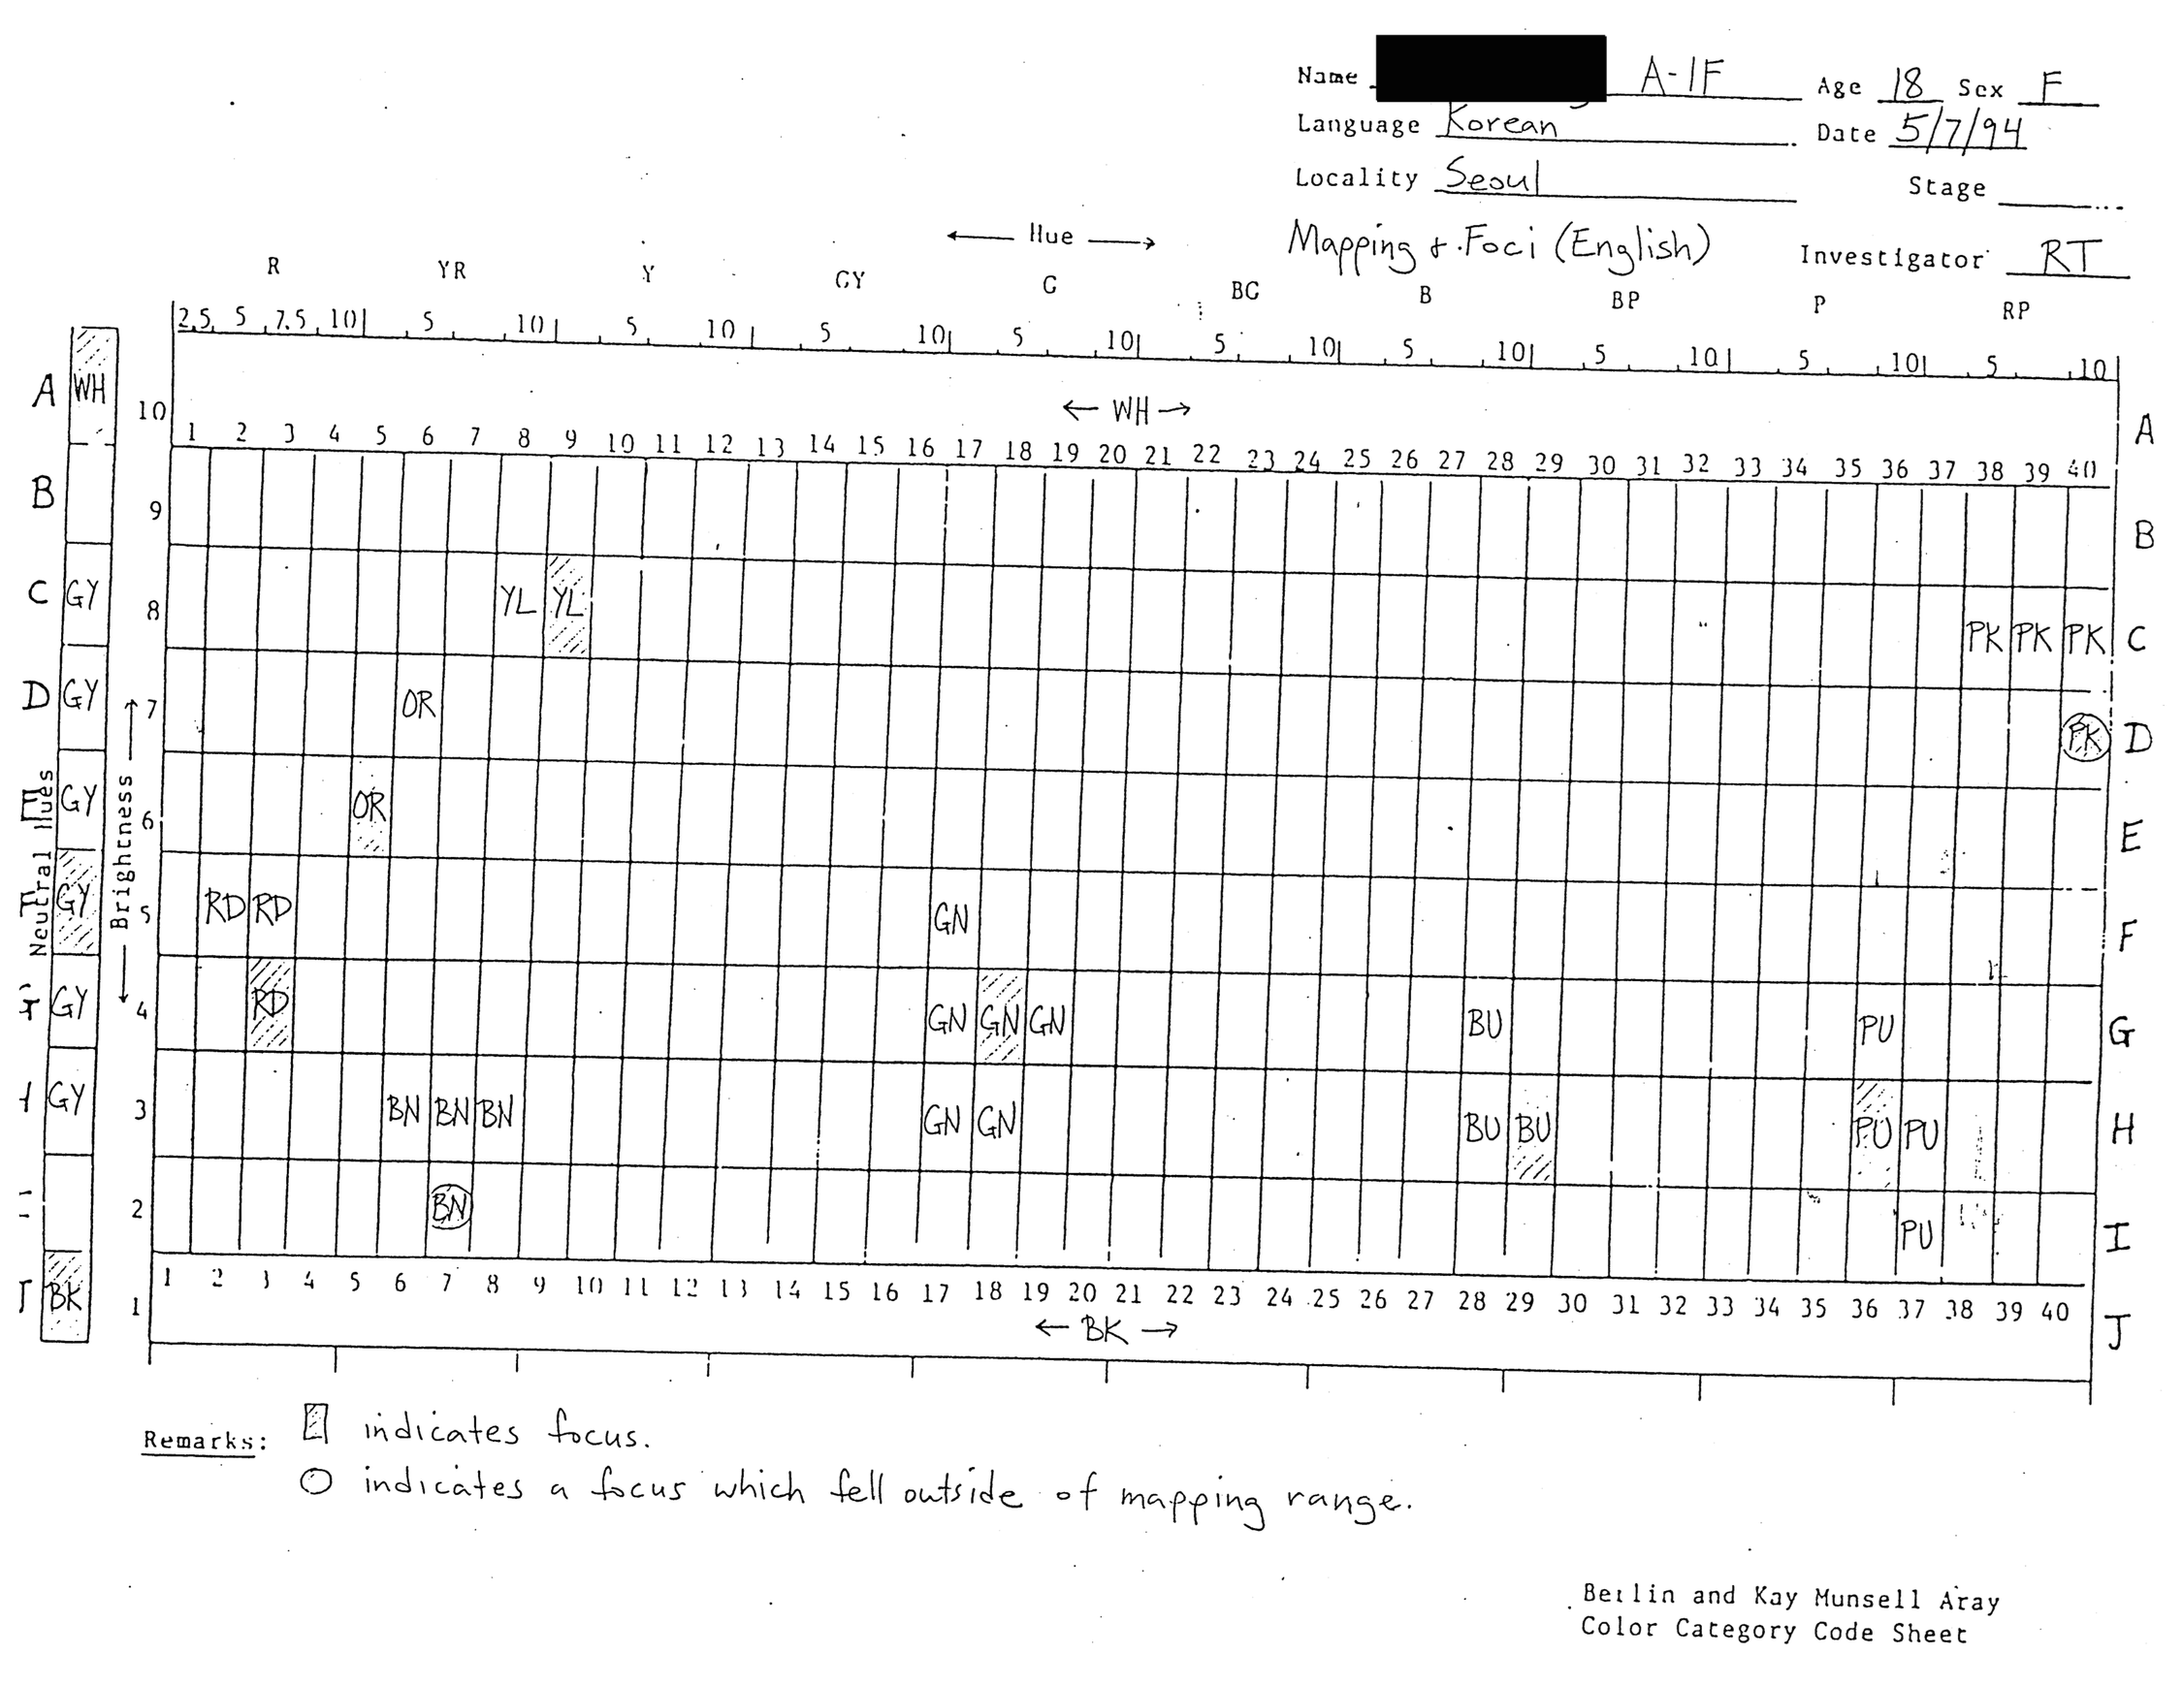 Name A-1F Age 18 Sex F
Language Korean Date 5/7/94
Locality Seoul Stage
Mapping & Foci (English) Investigator RT
← Hue →
R YR Y GY G BG B BP P RP
2.5 5 7.5 10 5 10 5 10 5 10 5 10 5 10 5 10 5 10 5 10 5 10
A WH 10 ← WH → A
1 2 3 4 5 6 7 8 9 10 11 12 13 14 15 16 17 18 19 20 21 22 23 24 25 26 27 28 29 30 31 32 33 34 35 36 37 38 39 40
B 9 B
C GY 8 YL YL PK PK PK C
D GY 7 OR PK D
E GY 6 OR E
F GY 5 RD RD GN F
G GY 4 RD GN GN GN BU PU G
GY 3 BN BN BN GN GN BU BU PU PU H
2 BN PU I
1 2 3 4 5 6 7 8 9 10 11 12 13 14 15 16 17 18 19 20 21 22 23 24 25 26 27 28 29 30 31 32 33 34 35 36 37 38 39 40
BK 1 ← BK → J
Neutral Hues
← Brightness →
Remarks: indicates focus.
indicates a focus which fell outside of mapping range.
Berlin and Kay Munsell Aray
Color Category Code Sheet